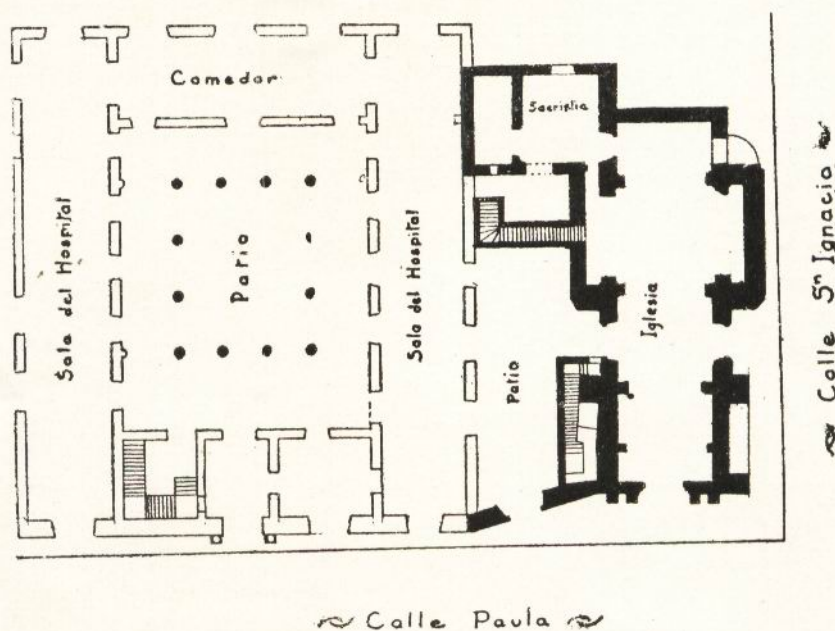 Comedor
Sacristia
Sala del Hospital
Patio
Sala del Hospital
Iglesia
Patio
Calle Sn Ignacio
Calle Paula